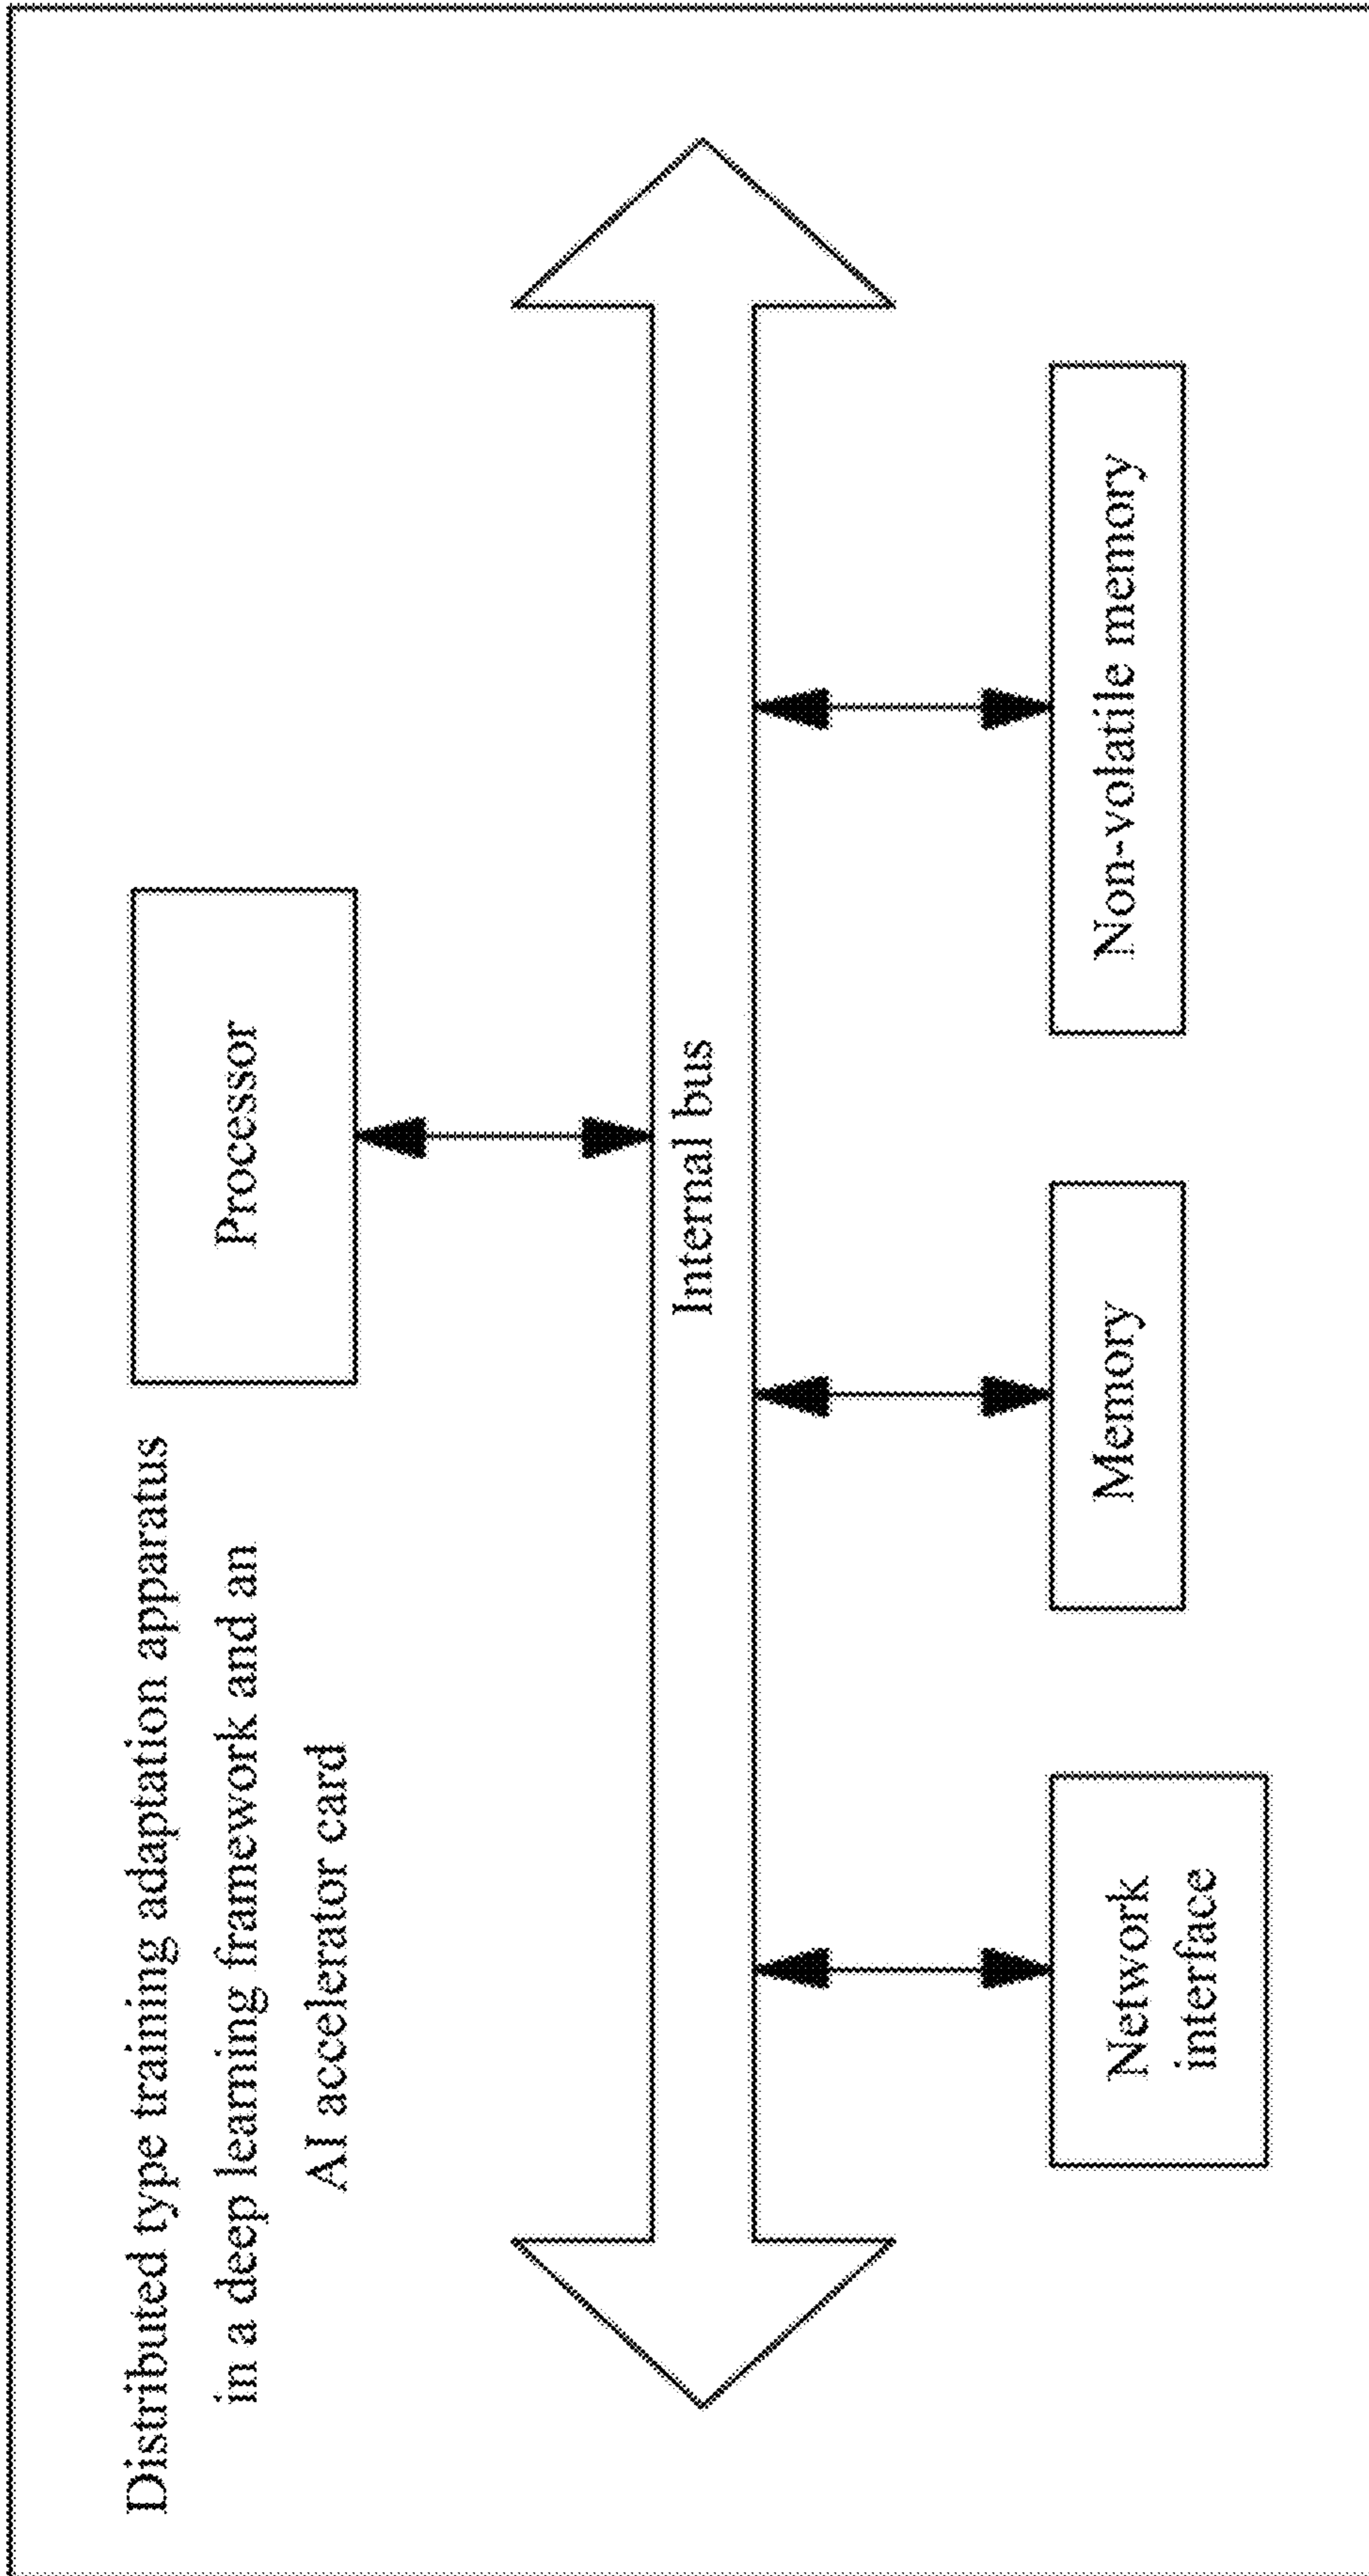 Distributed type training adaptation apparatus
in a deep learning framework and an
AI accelerator card
Processor
Internal bus
Network
interface
Memory
Non-volatile memory